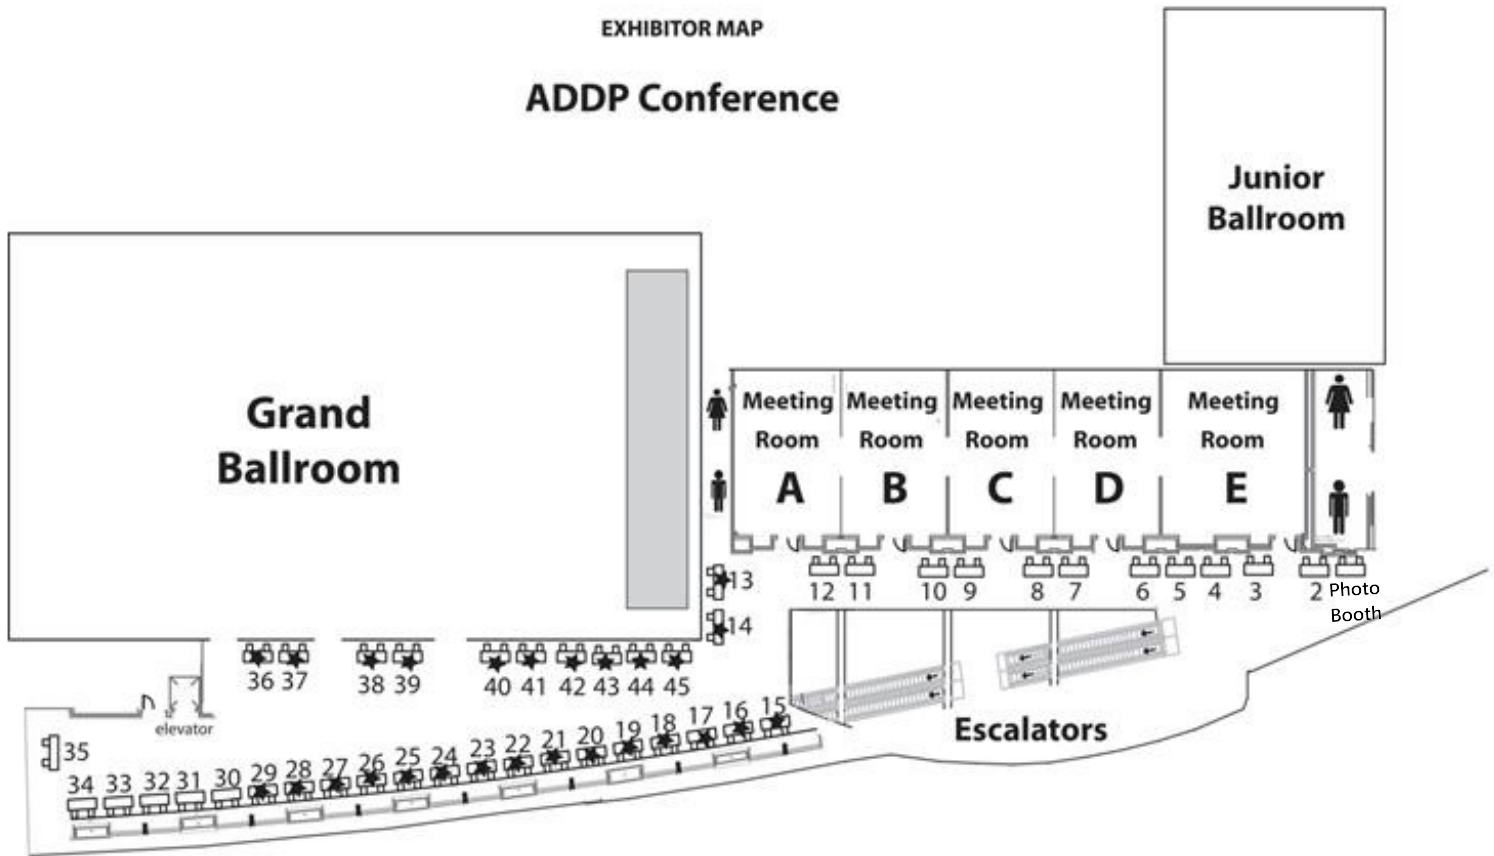 EXHIBITOR MAP
ADDP Conference
Junior
Ballroom
Grand
Ballroom
Meeting
Room
A
Meeting
Room
B
Meeting
Room
C
Meeting
Room
D
Meeting
Room
E
13
14
12 11 10 9 8 7 6 5 4 3 2 Photo
Booth
36 37 38 39 40 41 42 43 44 45
elevator
Escalators
35
34 33 32 31 30 29 28 27 26 25 24 23 22 21 20 19 18 17 16 15